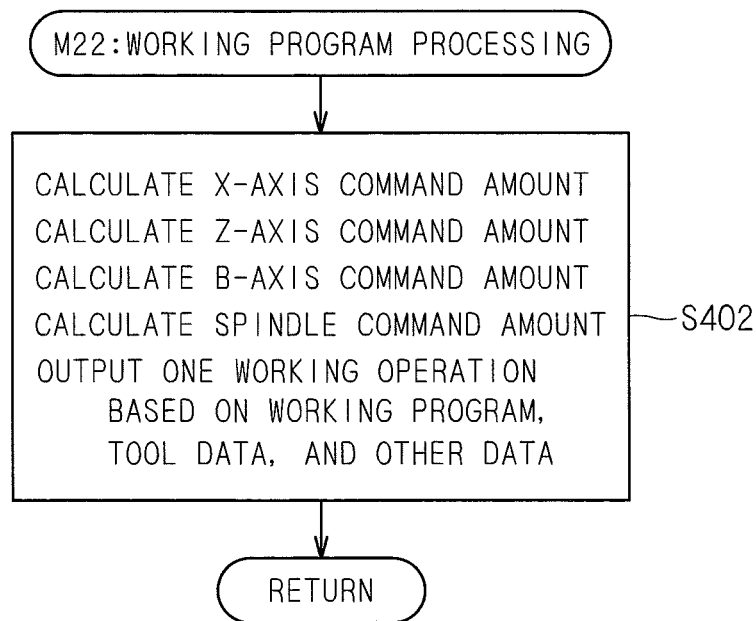 M22:WORKING PROGRAM PROCESSING
CALCULATE X-AXIS COMMAND AMOUNT
CALCULATE Z-AXIS COMMAND AMOUNT
CALCULATE B-AXIS COMMAND AMOUNT
CALCULATE SPINDLE COMMAND AMOUNT
S402
OUTPUT ONE WORKING OPERATION
BASED ON WORKING PROGRAM,
TOOL DATA, AND OTHER DATA
RETURN